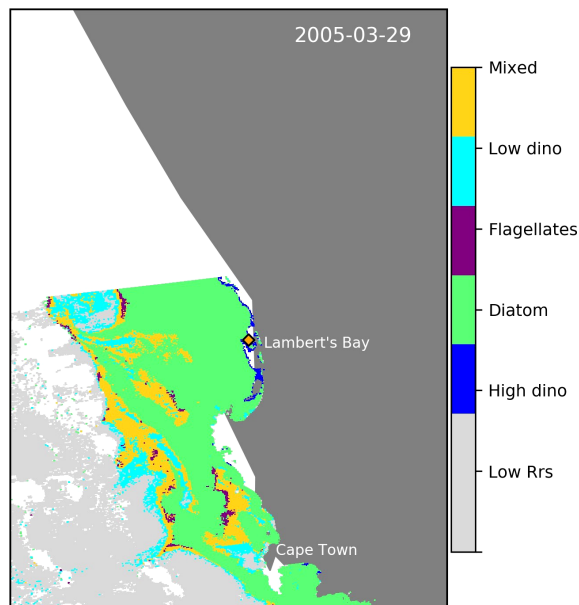 2005-03-29
Mixed
Low dino
Flagellates
Diatom
Lambert's Bay
High dino
Low Rrs
Cape Town